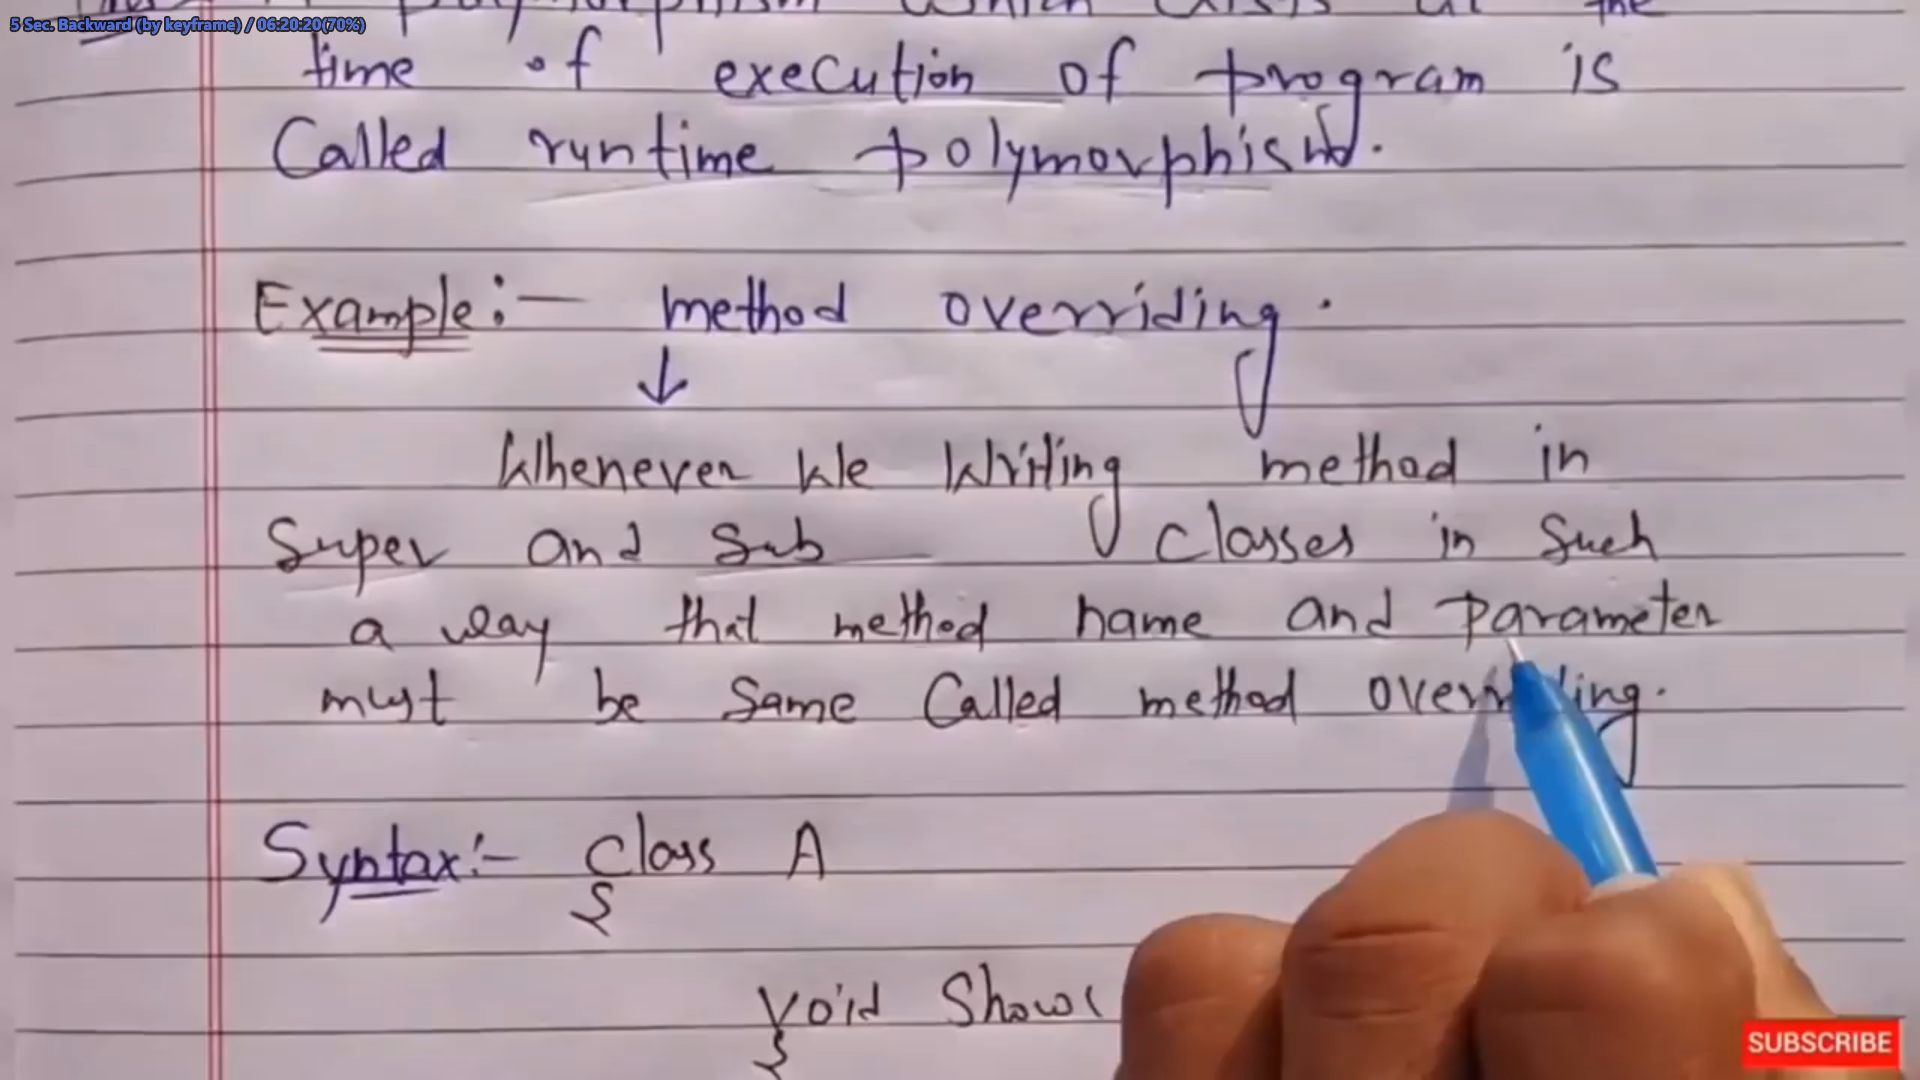 5 Sec. Backward (by keyframe) / 06:20:20(70%)
polymorphism which exists at the
time of execution of program is
Called runtime polymorphism.
Example:- method overriding.
Whenever We Writing method in
Super and Sub classes in Such
a way that method name and parameter
must be Same Called method overriding.
Syntax:- Class A
{
void Show(
{
SUBSCRIBE